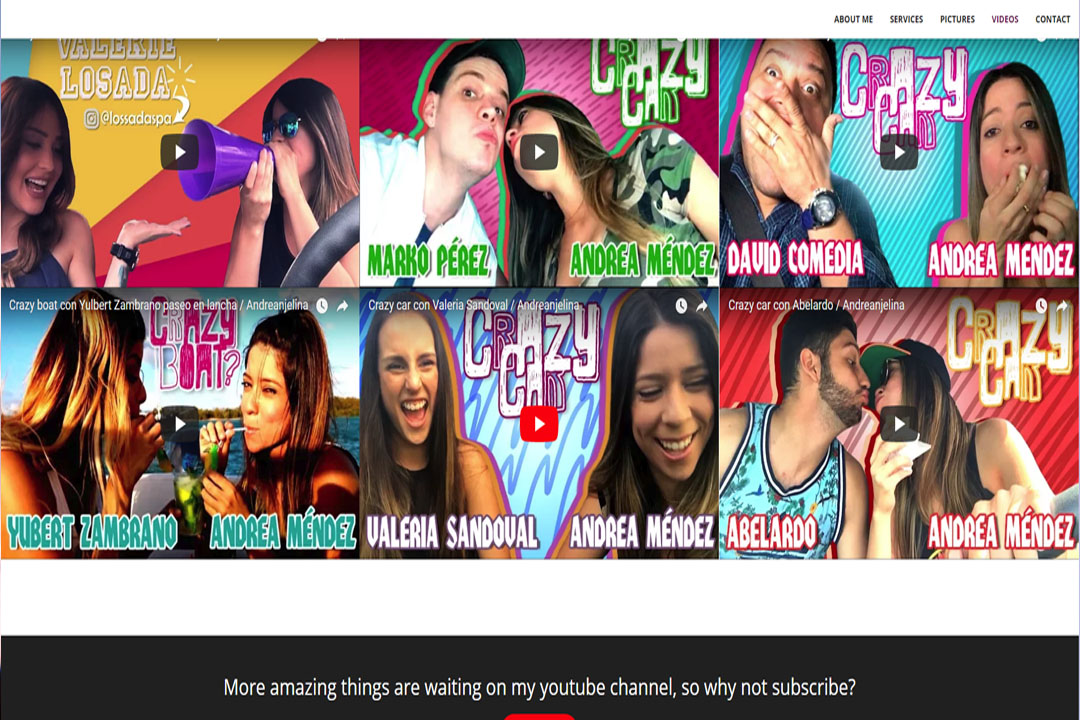 ABOUT ME SERVICES PICTURES VIDEOS CONTACT
VALERIE
LOSADA
@lossadaspa
CRAZY
CAR
MARKO PÉREZ
ANDREA MÉNDEZ
CRAZY
CAR
DAVID COMEDIA
ANDREA MENDEZ
Crazy boat con Yulbert Zambrano paseo en lancha / Andreanjelina
CRAZY
BOAT?
YUBERT ZAMBRANO
ANDREA MÉNDEZ
Crazy car con Valeria Sandoval / Andreanjelina
CRAZY
CAR
VALERIA SANDOVAL
ANDREA MÉNDEZ
Crazy car con Abelardo / Andreanjelina
CRAZY
CAR
ABELARDO
ANDREA MÉNDEZ
More amazing things are waiting on my youtube channel, so why not subscribe?